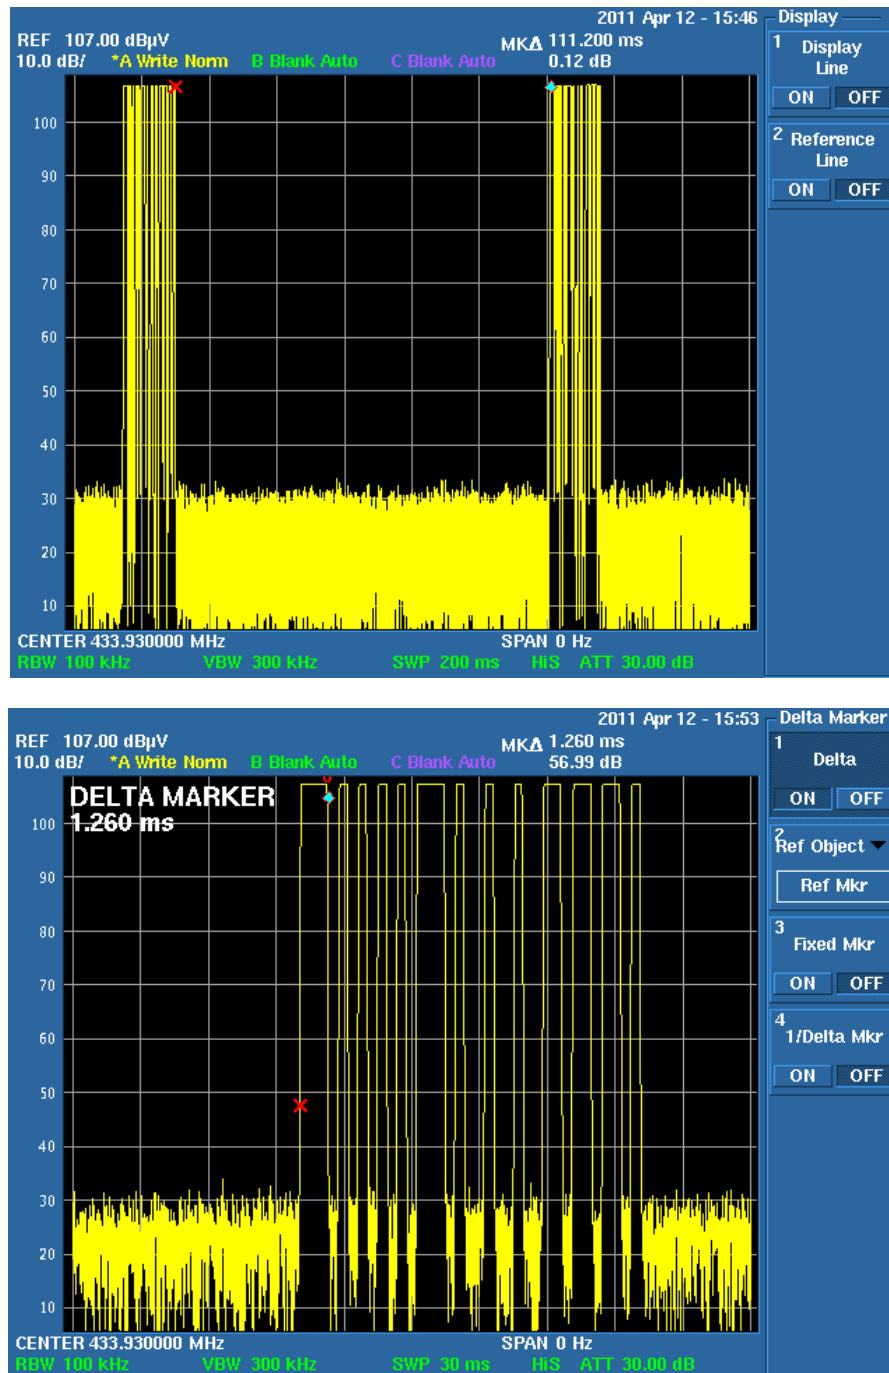 2011 Apr 12 - 15:46
Display
REF 107.00 dBµV
MKΔ 111.200 ms
10.0 dB/ *A Write Norm B Blank Auto C Blank Auto 0.12 dB
1 Display Line
ON OFF
2 Reference Line
ON OFF
100
90
80
70
60
50
40
30
20
10
CENTER 433.930000 MHz SPAN 0 Hz
RBW 100 kHz VBW 300 kHz SWP 200 ms HiS ATT 30.00 dB
2011 Apr 12 - 15:53
Delta Marker
REF 107.00 dBµV
MKΔ 1.260 ms
10.0 dB/ *A Write Norm B Blank Auto C Blank Auto 56.99 dB
DELTA MARKER
1.260 ms
1 Delta
ON OFF
2 Ref Object
Ref Mkr
3 Fixed Mkr
ON OFF
4 1/Delta Mkr
ON OFF
100
90
80
70
60
50
40
30
20
10
CENTER 433.930000 MHz SPAN 0 Hz
RBW 100 kHz VBW 300 kHz SWP 30 ms HiS ATT 30.00 dB